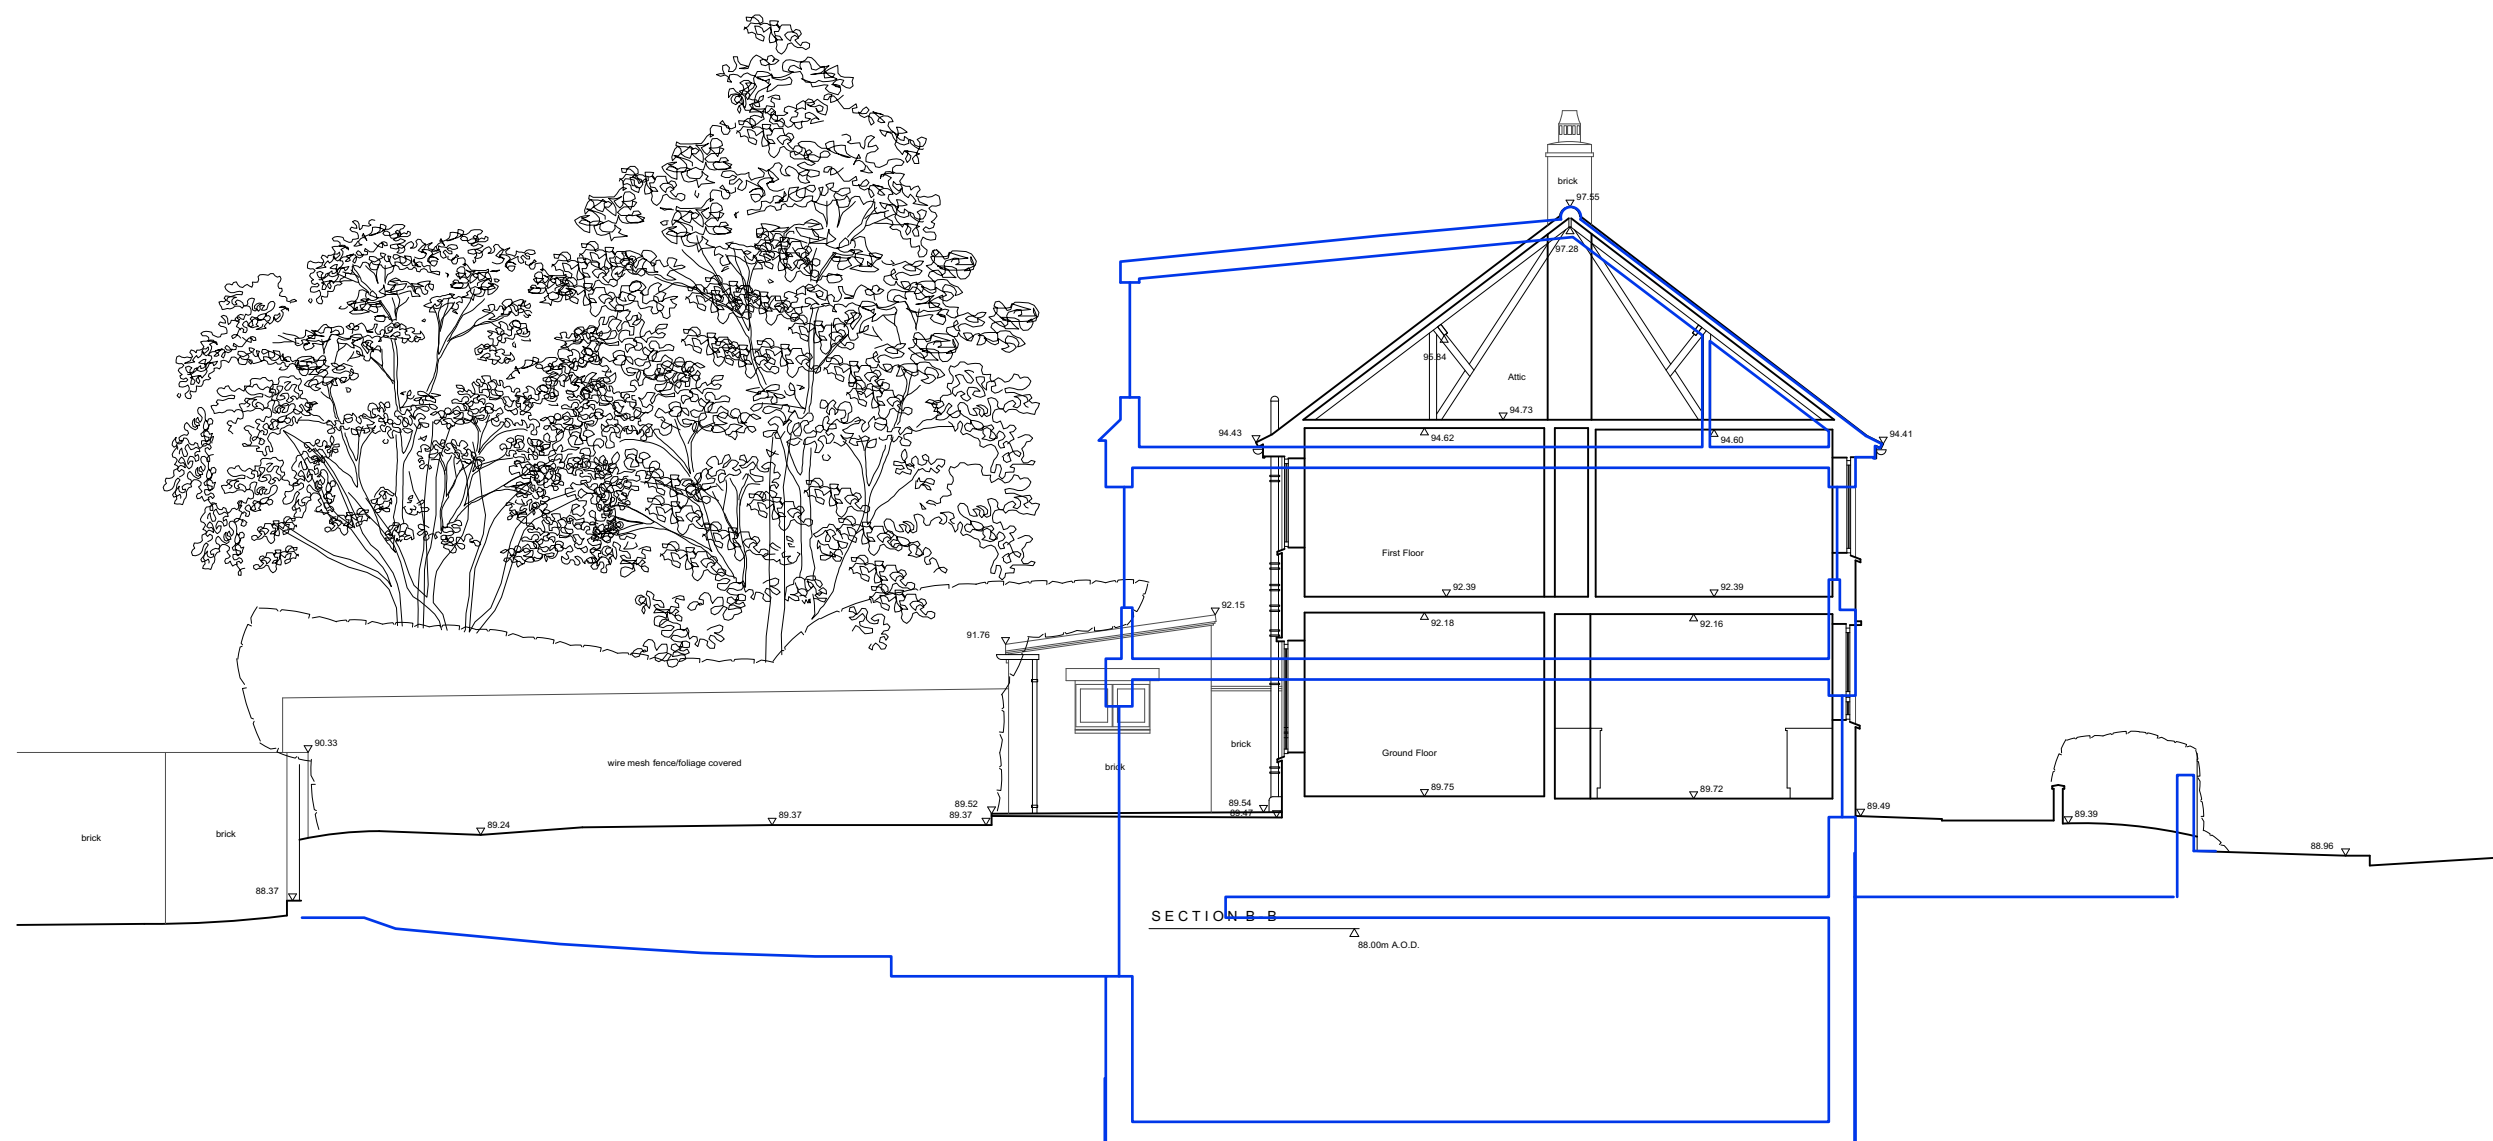 brick
97.55
97.28
95.84
Attic
94.73
94.43
94.62
94.60
94.41
First Floor
92.39
92.39
92.15
92.18
92.16
91.76
90.33
wire mesh fence/foliage covered
brick
Ground Floor
brick
89.75
89.72
89.52
89.54
89.49
89.37
89.37
89.47
89.39
89.24
brick
brick
88.96
88.37
SECTION B-B
88.00m A.O.D.